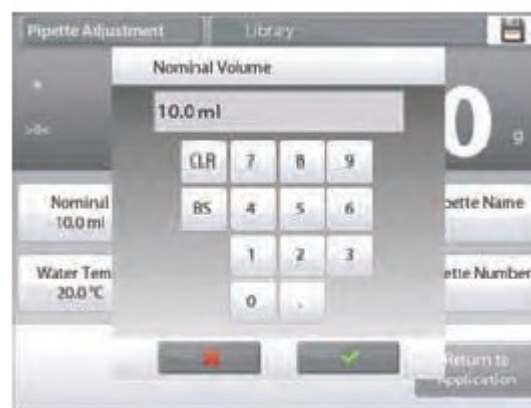 Pipette Adjustment
Library
Nominal Volume
10.0 ml
0
g
>0<
CLR 7 8 9
BS 4 5 6
1 2 3
0 .
Nominal
10.0 ml
pette Name
Water Tem
20.0 °C
ette Number
Return to
Application